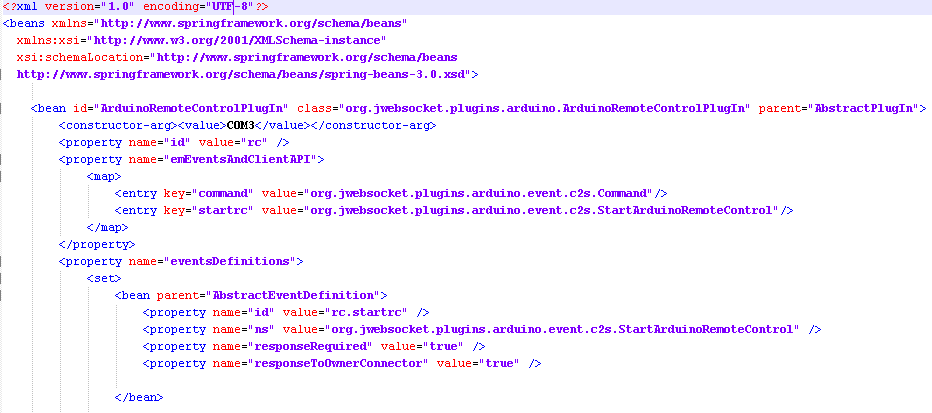 <?xml version="1.0" encoding="UTF-8"?>
<beans xmlns="http://www.springframework.org/schema/beans"
xmlns:xsi="http://www.w3.org/2001/XMLSchema-instance"
xsi:schemaLocation="http://www.springframework.org/schema/beans
http://www.springframework.org/schema/beans/spring-beans-3.0.xsd">
<bean id="ArduinoRemoteControlPlugIn" class="org.jwebsocket.plugins.arduino.ArduinoRemoteControlPlugIn" parent="AbstractPlugIn">
<constructor-arg><value>COM3</value></constructor-arg>
<property name="id" value="rc" />
<property name="emEventsAndClientAPI">
<map>
<entry key="command" value="org.jwebsocket.plugins.arduino.event.c2s.Command"/>
<entry key="startrc" value="org.jwebsocket.plugins.arduino.event.c2s.StartArduinoRemoteControl"/>
</map>
</property>
<property name="eventsDefinitions">
<set>
<bean parent="AbstractEventDefinition">
<property name="id" value="rc.startrc" />
<property name="ns" value="org.jwebsocket.plugins.arduino.event.c2s.StartArduinoRemoteControl" />
<property name="responseRequired" value="true" />
<property name="responseToOwnerConnector" value="true" />
</bean>